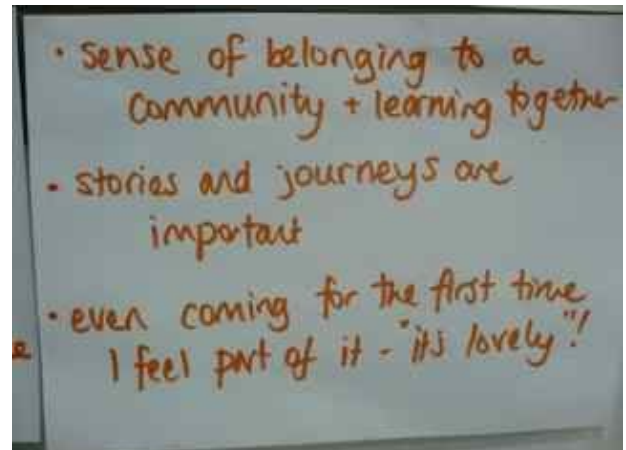 • sense of belonging to a
community + learning together
• stories and journeys are
important
• even coming for the first time
I feel part of it - "it's lovely"!